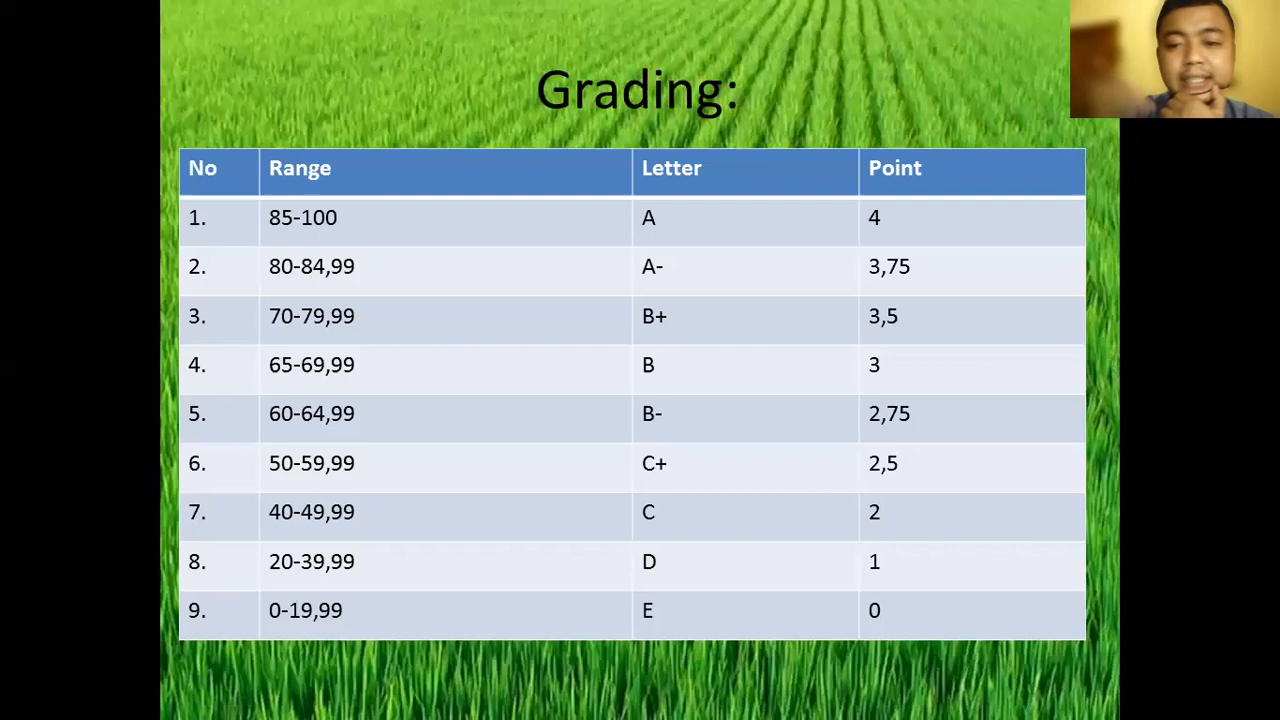 Grading:
No Range Letter Point
1. 85-100 A 4
2. 80-84,99 A- 3,75
3. 70-79,99 B+ 3,5
4. 65-69,99 B 3
5. 60-64,99 B- 2,75
6. 50-59,99 C+ 2,5
7. 40-49,99 C 2
8. 20-39,99 D 1
9. 0-19,99 E 0